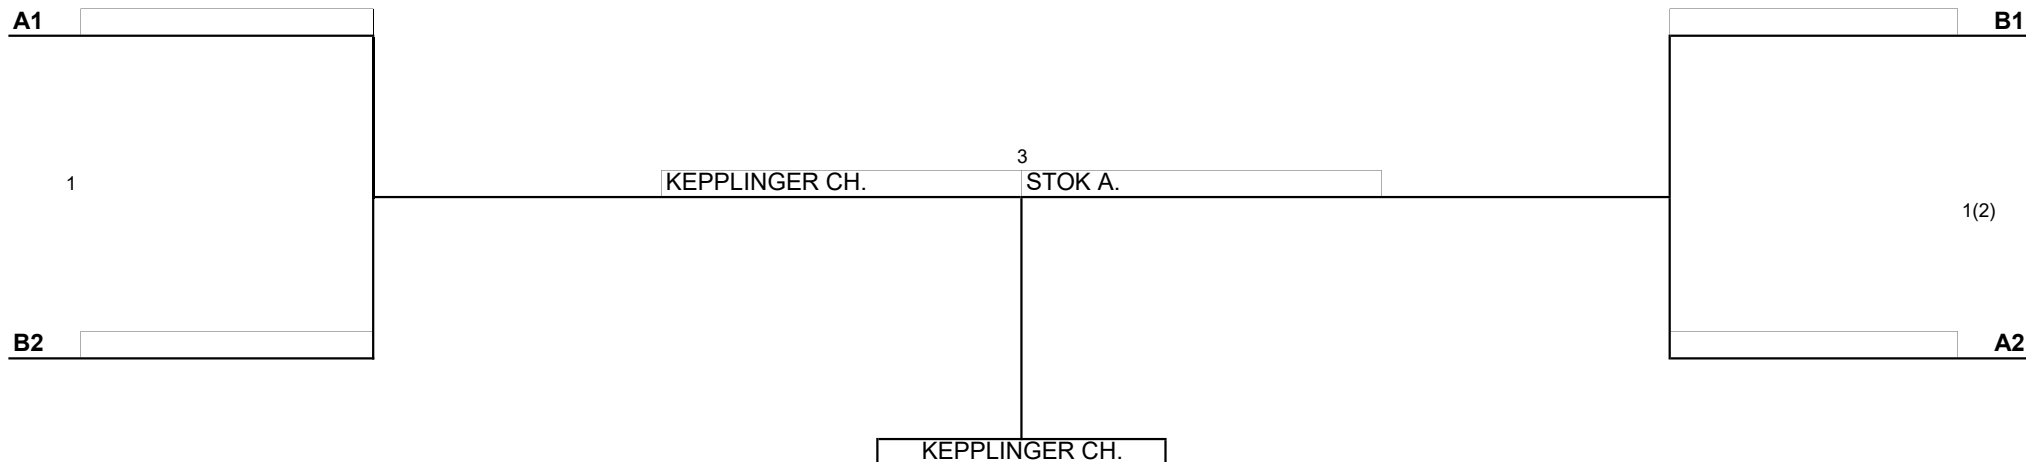 A1 B1
3
1 KEPPLINGER CH. STOK A.
1(2)
B2 A2
KEPPLINGER CH.